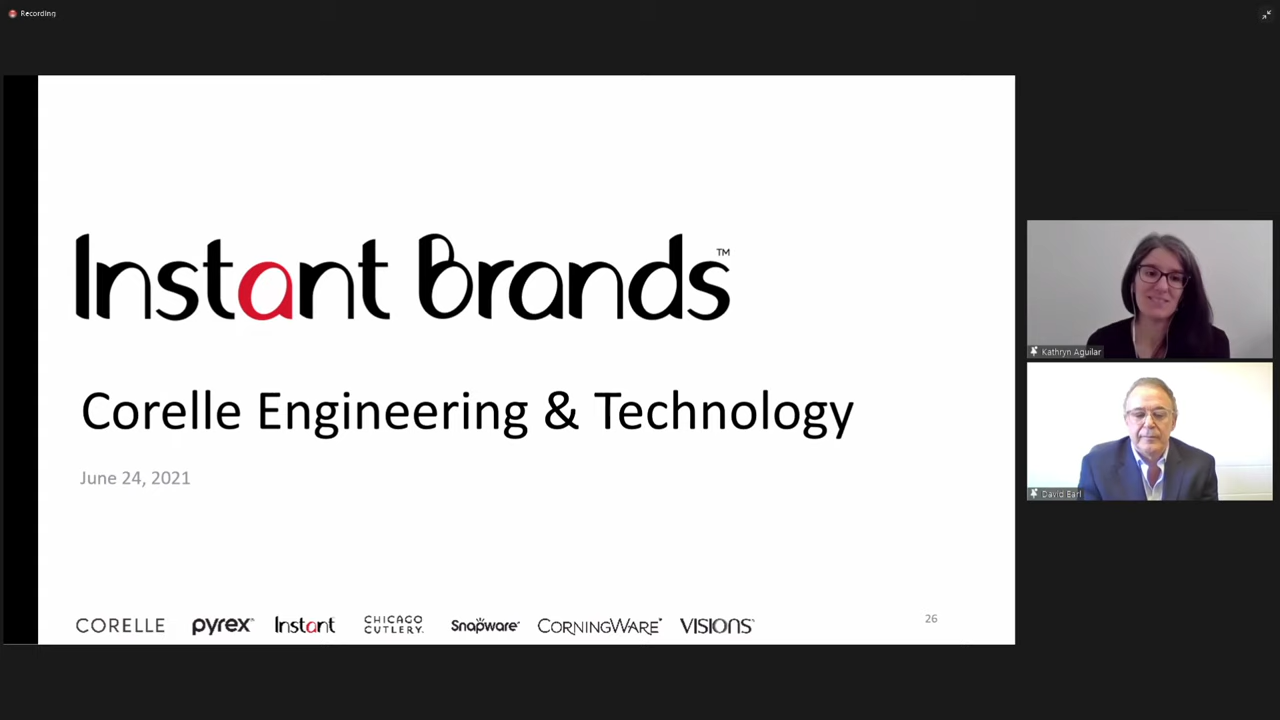 Recording
Instant Brands™
Corelle Engineering & Technology
June 24, 2021
CORELLE pyrex® Instant CHICAGO CUTLERY. Snapware® CORNINGWARE® VISIONS®
26
Kathryn Aguilar
David Earl